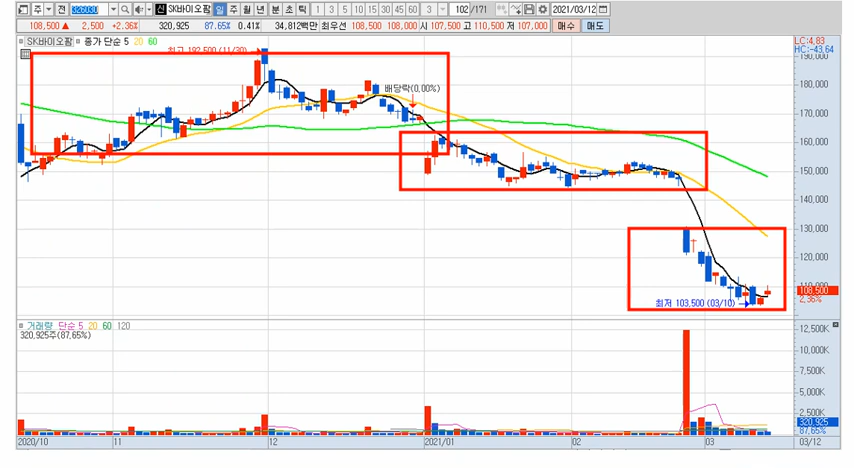 주 전 326030 신 SK바이오팜 일 주 월 년 분 초 틱 1 3 5 10 15 30 45 60 3 102 /171 2021/03/12
108,500 ▲ 2,500 +2.36% 320,925 87.65% 0.41% 34,812백만 최우선 108,500 108,000 시 107,500 고 110,500 저 107,000 매수 매도
SK바이오팜 종가 단순 5 20 60
LC:4.83
HC:-43.64
최고 192,500 (11/30)
190,000
배당락(0.00%)
180,000
170,000
160,000
150,000
140,000
130,000
120,000
110,000
108,500
2.36%
최저 103,500 (03/10)
거래량 단순 5 20 60 120
320,925주(87.65%)
12,500K
10,000K
7,500K
5,000K
2,500K
320,925
87.65%
2020/10 11 12 2021/01 02 03 03/12